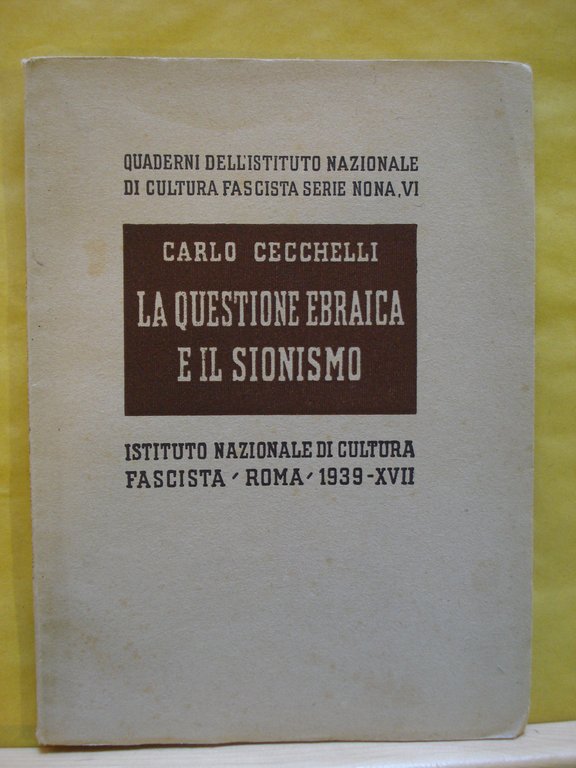 QUADERNI DELL'ISTITUTO NAZIONALE
DI CULTURA FASCISTA SERIE NONA, VI
CARLO CECCHELLI
LA QUESTIONE EBRAICA
E IL SIONISMO
ISTITUTO NAZIONALE DI CULTURA
FASCISTA / ROMA / 1939-XVII